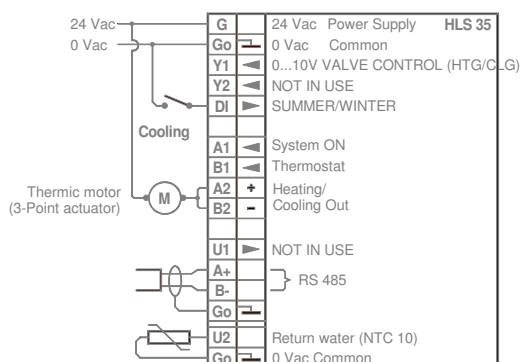 24 Vac G 24 Vac Power Supply HLS 35
0 Vac Go 0 Vac Common
Y1 0...10V VALVE CONTROL (HTG/CLG)
Y2 NOT IN USE
DI SUMMER/WINTER
Cooling
A1 System ON
B1 Thermostat
Thermic motor
(3-Point actuator)
M
A2 + Heating/
B2 - Cooling Out
U1 NOT IN USE
A+
B-
RS 485
Go
U2 Return water (NTC 10)
Go 0 Vac Common